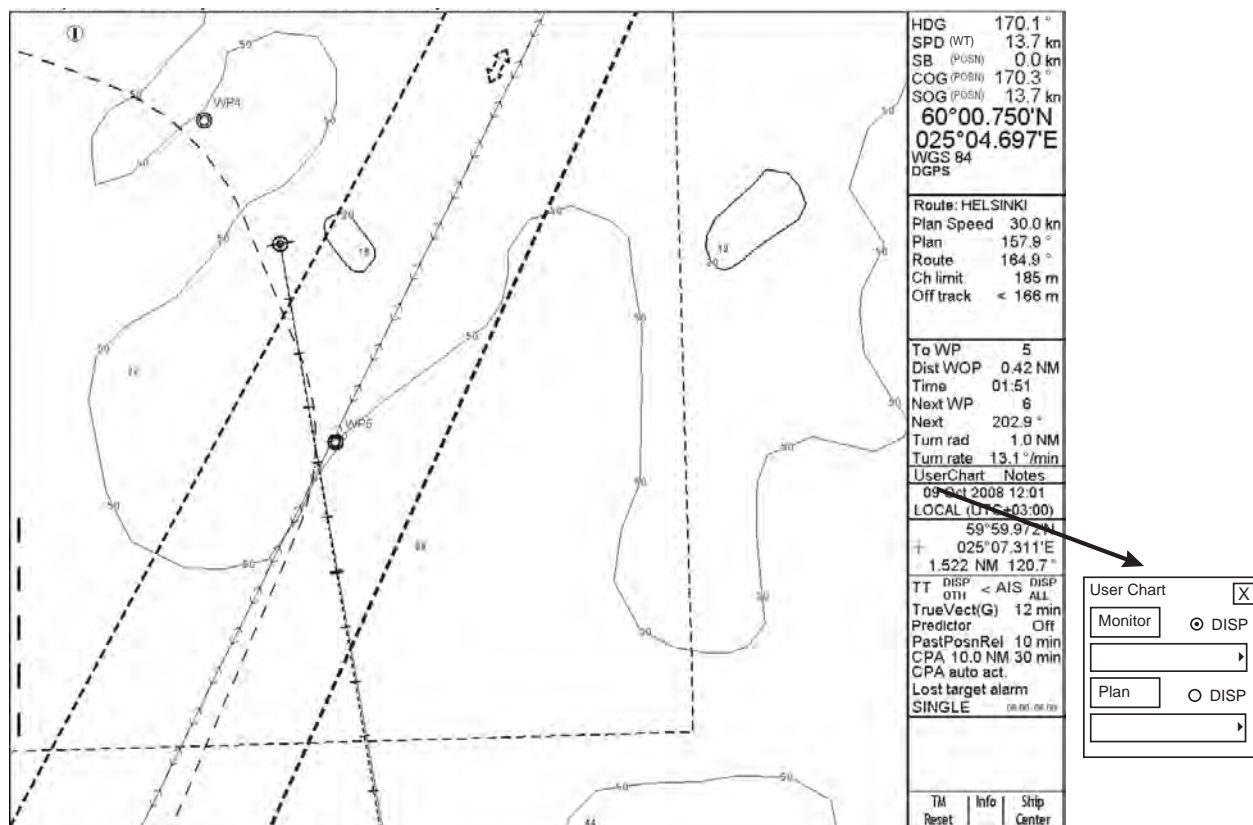 50
WP4
50
50
50
50
20
18
50
50
12
20
50
50
50
50
50
WP5
50
50
50
50
50
50
50
50
50
44
HDG 170.1 °
SPD (WT) 13.7 kn
SB (POSN) 0.0 kn
COG (POSN) 170.3 °
SOG (POSN) 13.7 kn
60°00.750'N
025°04.697'E
WGS 84
DGPS
Route: HELSINKI
Plan Speed 30.0 kn
Plan 157.9 °
Route 164.9 °
Ch limit 185 m
Off track < 166 m
To WP 5
Dist WOP 0.42 NM
Time 01:51
Next WP 6
Next 202.9 °
Turn rad 1.0 NM
Turn rate 13.1 °/min
UserChart Notes
09 Oct 2008 12:01
LOCAL (UTC+03:00)
59°59.972'N
025°07.311'E
1.522 NM 120.7 °
TT DISP OTH < AIS DISP ALL
TrueVect(G) 12 min
Predictor Off
PastPosnRel 10 min
CPA 10.0 NM 30 min
CPA auto act.
Lost target alarm
SINGLE
TM Reset Info Ship Center
User Chart X
Monitor DISP
Plan DISP